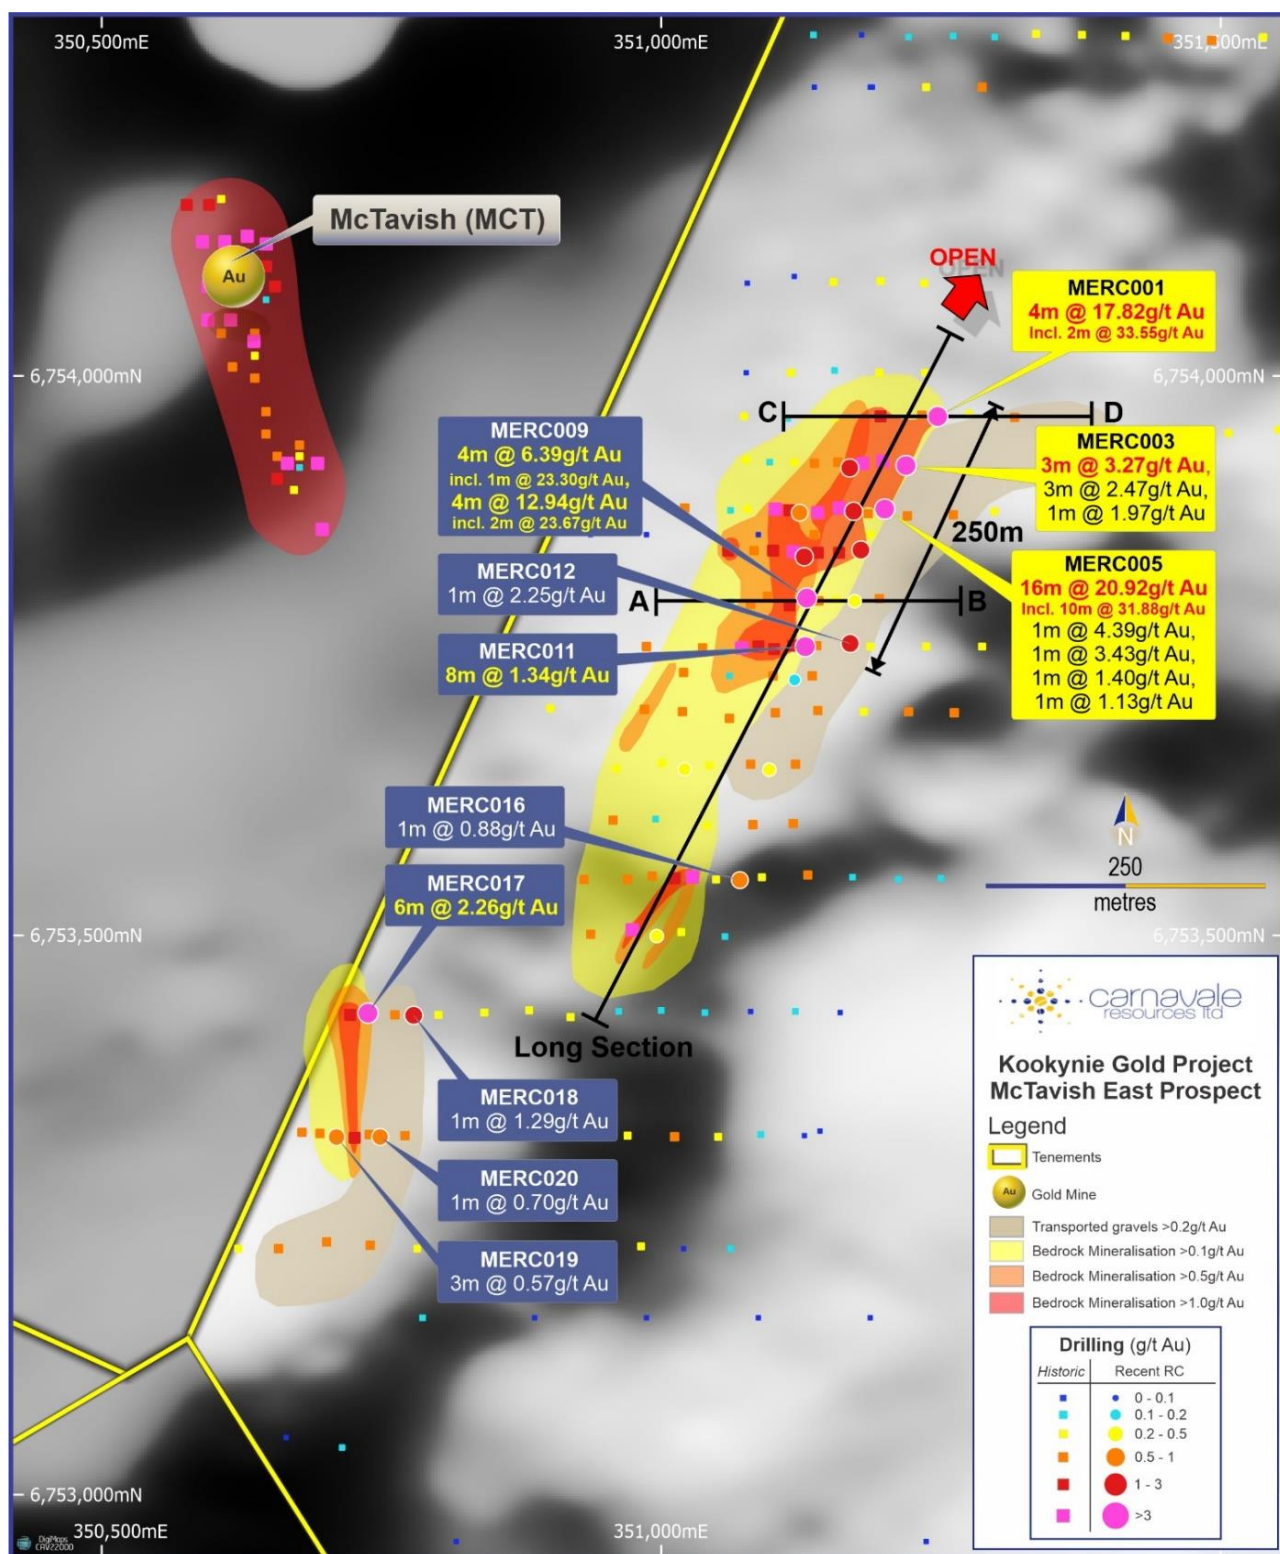 350,500mE
351,000mE
351,500mE
McTavish (MCT)
Au
OPEN
MERC001
4m @ 17.82g/t Au
Incl. 2m @ 33.55g/t Au
6,754,000mN
6,754,000mN
C
D
MERC009
4m @ 6.39g/t Au
incl. 1m @ 23.30g/t Au,
4m @ 12.94g/t Au
incl. 2m @ 23.67g/t Au
MERC003
3m @ 3.27g/t Au,
3m @ 2.47g/t Au,
1m @ 1.97g/t Au
250m
MERC012
1m @ 2.25g/t Au
A
B
MERC005
16m @ 20.92g/t Au
Incl. 10m @ 31.88g/t Au
1m @ 4.39g/t Au,
1m @ 3.43g/t Au,
1m @ 1.40g/t Au,
1m @ 1.13g/t Au
MERC011
8m @ 1.34g/t Au
MERC016
1m @ 0.88g/t Au
N
250
metres
MERC017
6m @ 2.26g/t Au
6,753,500mN
6,753,500mN
Long Section
MERC018
1m @ 1.29g/t Au
MERC020
1m @ 0.70g/t Au
MERC019
3m @ 0.57g/t Au
carnavale
resources ltd
Kookynie Gold Project
McTavish East Prospect
Legend
Tenements
Au Gold Mine
Transported gravels >0.2g/t Au
Bedrock Mineralisation >0.1g/t Au
Bedrock Mineralisation >0.5g/t Au
Bedrock Mineralisation >1.0g/t Au
Drilling (g/t Au)
Historic Recent RC
0 - 0.1
0.1 - 0.2
0.2 - 0.5
0.5 - 1
1 - 3
>3
6,753,000mN
350,500mE
351,000mE
DigiMaps
CAV22000